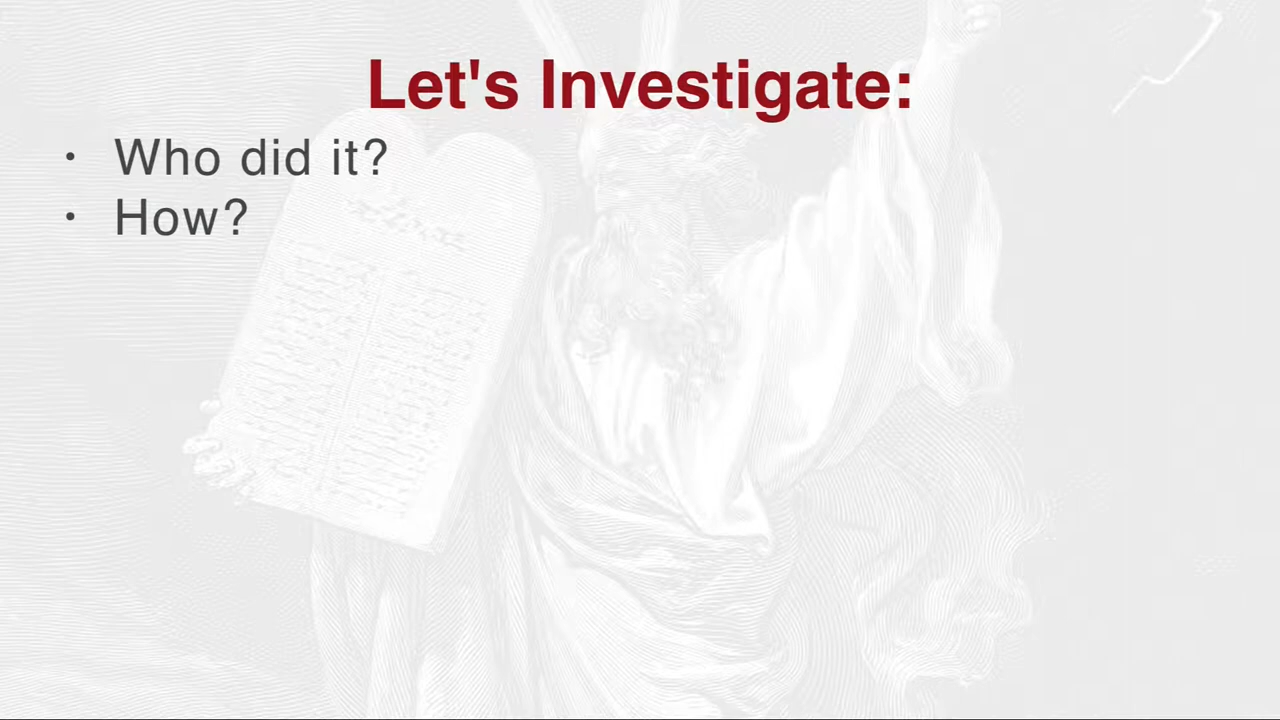 Let's Investigate:
• Who did it?
• How?